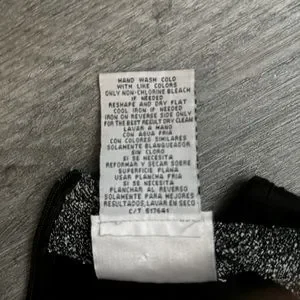 HAND WASH COLD
WITH LIKE COLORS
ONLY NON-CHLORINE BLEACH
IF NEEDED
RESHAPE AND DRY FLAT
COOL IRON IF NEEDED
IRON ON REVERSE SIDE ONLY
FOR THE BEST RESULT DRY CLEAN
LAVAR A MANO
CON AGUA FRIA
CON COLORES SIMILARES
SOLAMENTE BLANQUEADOR
SIN CLORO
SI SE NECESITA
REFORMAR Y SECAR SOBRE
SUPERFICIE PLANA
USAR PLANCHA FRIA
SI SE NECESITA
PLANCHAR AL REVERSO
SOLAMENTE PARA MEJORES
RESULTADOS, LAVAR EN SECO
C/T 517641